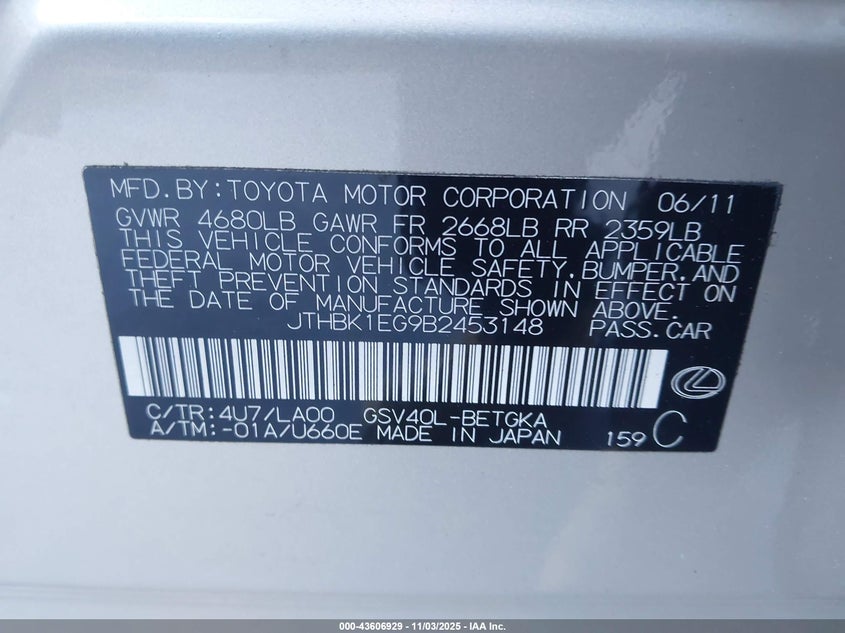 MFD.BY:TOYOTA MOTOR CORPORATION 06/11
GVWR 4680LB GAWR FR 2668LB RR 2359LB
THIS VEHICLE CONFORMS TO ALL APPLICABLE
FEDERAL MOTOR VEHICLE SAFETY,BUMPER,AND
THEFT PREVENTION STANDARDS IN EFFECT ON
THE DATE OF MANUFACTURE SHOWN ABOVE.
JTHBK1EG9B2453148 PASS.CAR
C/TR:4U7/LA00 GSV40L-BETGKA
A/TM:-01A/U660E MADE IN JAPAN 159 C
000-43606929 - 11/03/2025 - IAA Inc.